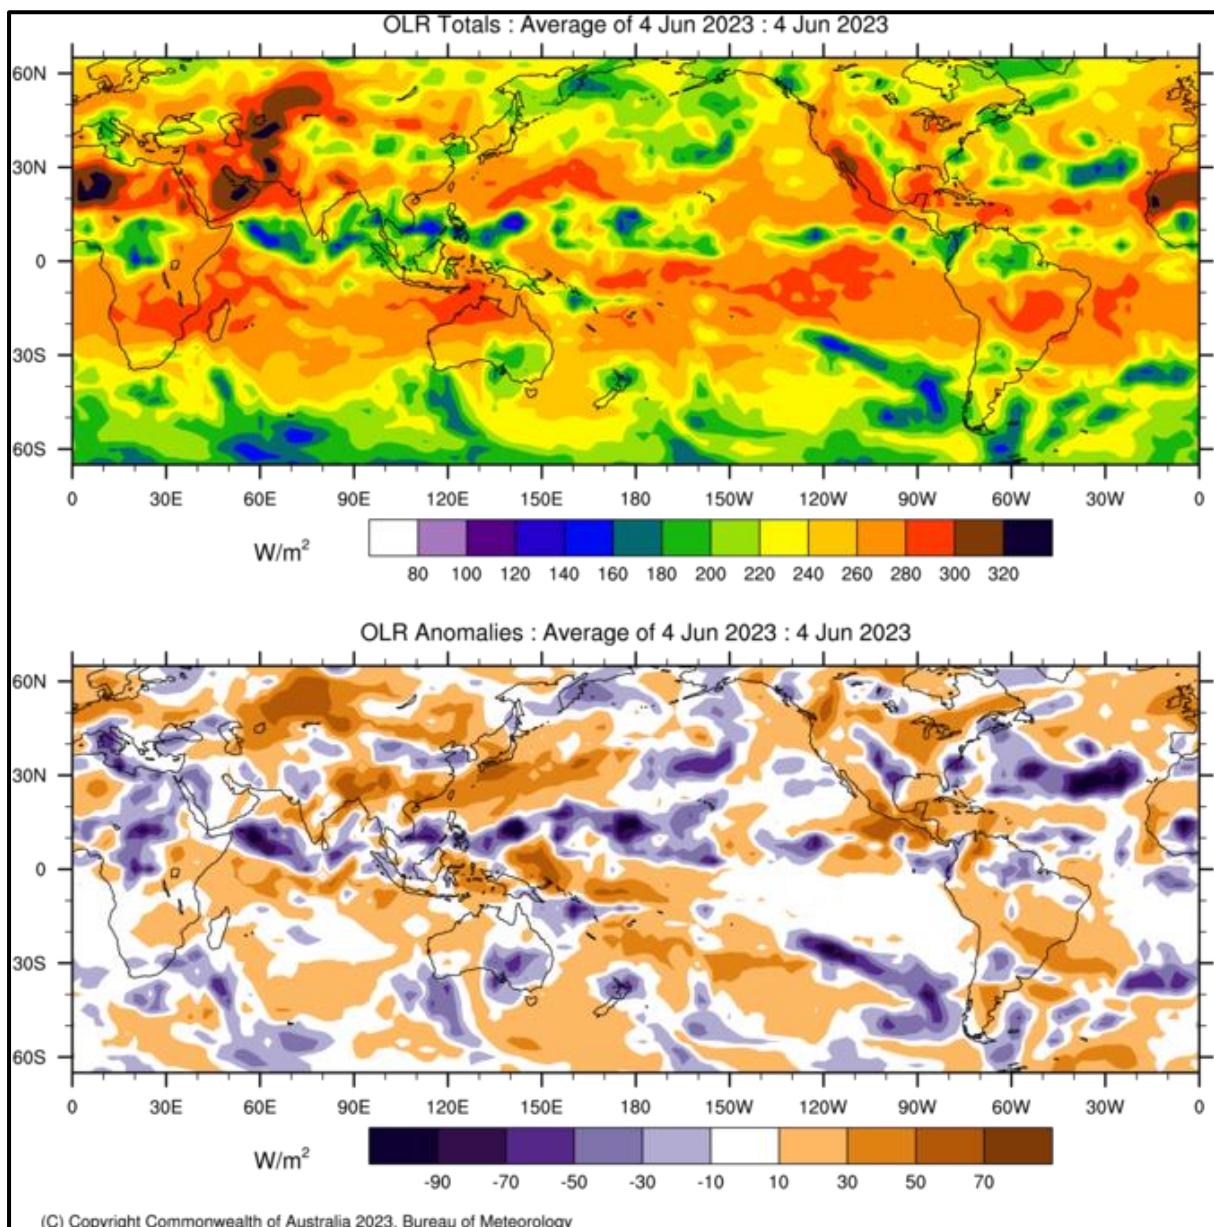 OLR Totals : Average of 4 Jun 2023 : 4 Jun 2023
60N
30N
0
30S
60S
0 30E 60E 90E 120E 150E 180 150W 120W 90W 60W 30W 0
W/m²
80 100 120 140 160 180 200 220 240 260 280 300 320
OLR Anomalies : Average of 4 Jun 2023 : 4 Jun 2023
60N
30N
0
30S
60S
0 30E 60E 90E 120E 150E 180 150W 120W 90W 60W 30W 0
W/m²
-90 -70 -50 -30 -10 10 30 50 70
(C) Copyright Commonwealth of Australia 2023, Bureau of Meteorology